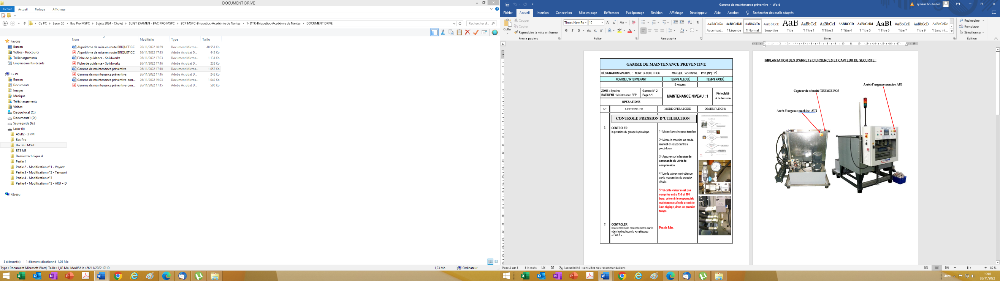 DOCUMENT DRIVE
Fichier Accueil Partage Affichage
Ce PC Lexar (I:) Bac Pro MSPC Sujets 2024 - Cholet SUJET EXAMEN - BAC PRO MSPC BCP MSPC-Briqueticc-Académie de Nantes 1- DTR-Briqueticc-Académie de Nantes DOCUMENT DRIVE
Rechercher d...
Favoris
Bureau
Vidéos - Raccourci
Téléchargements
Emplacements récents
Ce PC
Bureau
Documents
Images
Musique
Téléchargements
Vidéos
Disque local (C:)
Documents1 (D:)
Sauvegarde (G:)
Lexar (I:)
ASSR2 - 3 PM
Bac Pro
Bac Pro MSPC
BTS MS
Dossier technique 4
Partie 1
Partie 2 - Modification n°1 - Voyant
Partie 3 - Modification n°2 - Tempori
Partie 4 - Modification n°3
Partie 4 - Modification n°3 - ARU + D
Réseau
Nom Modifié le Type Taille
Algorithme de mise en route BRIQUETICC 26/11/2022 18:59 Document Micros... 48 551 Ko
Algorithme de mise en route BRIQUETICC 26/11/2022 17:15 Adobe Acrobat D... 442 Ko
Fiche de guidance - Solidworks 26/11/2022 17:03 Document Micros... 1 134 Ko
Fiche de guidance - Solidworks 26/11/2022 17:16 Adobe Acrobat D... 232 Ko
Gamme de maintenance préventive 26/11/2022 17:10 Document Micros... 1 057 Ko
Gamme de maintenance préventive 26/11/2022 17:16 Adobe Acrobat D... 242 Ko
Gamme de maintenance préventive-corr... 26/11/2022 19:03 Document Micros... 1 049 Ko
Gamme de maintenance préventive-corr... 26/11/2022 17:15 Adobe Acrobat D... 580 Ko
8 élément(s) 1 élément sélectionné 1,03 Mo
Type : Document Microsoft Word, Taille : 1,03 Mo, Modifié le : 26/11/2022 17:10
1,03 Mo Ordinateur
Gamme de maintenance préventive - Word
sylvain bouteiller
Fichier Accueil Insertion Conception Mise en page Références Publipostage Révision Affichage Développeur Aide Acrobat Rechercher des outils adaptés
Coller
Couper
Copier
Reproduire la mise en forme
Presse-papiers
Times New Ro 10
G I S abc
Police
Paragraphe
AaBbCcDc AaBbCcDd AaBbCcDd AaBbCcD AaB AaBbCcI AaBbCcI AABBCCD AaBbCcDd AaBl AaBbCcD AaBbCcD AaBbCcDc
Accentuat... ¶ Légende ¶ Normal Sous-titre Titre ¶ Titre 1 ¶ Titre 3 ¶ Titre 4 ¶ Titre 5 ¶ Titre 6 Titre 7 Titre 9 ¶ Sans int...
Styles
Rechercher
Remplacer
Sélectionner
Édition
GAMME DE MAINTENANCE PREVENTIVE
DÉSIGNATION MACHINE : NOM : BRIQUETTICC MARQUE : ASTRIANE TYPE(N°) : V2
NOM DE L'INTERVENANT TEMPS ALLOUÉ TEMPS PASSÉ
5 minutes
ZONE : Système
BATIMENT : Maintenance SEP
Gamme N° 2
Page 1/1
MAINTENANCE NIVEAU : 1
Périodicité
A la demande
OPERATIONS
N° A EFFECTUER MODE OPERATOIRE OBSERVATIONS
CONTROLE PRESSION D'UTILISATION
1
CONTROLER
la pression du groupe hydraulique.
1° Mettre l'armoire sous tension
2° Mettre la machine en mode
manuel en respectant les
procédures
3° Appuyer sur le bouton de
commande du vérin de
compression.
4° Lire la valeur maxi obtenue
sur le manomètre de pression
d'huile.
5° Si cette valeur n'est pas
comprise entre 150 et 180
bars, prévenir le responsable
maintenance afin de procéder
à un réglage, dans un premier
temps.
2
CONTROLER
les éléments de raccordements sur le
vérin hydraulique de remplissage
« Pos 3 ».
Pas de fuite.
IMPLANTATION DES D'ARRETS D'URGENCES ET CAPTEUR DE SECURITE :
Arrêt d'urgence armoire AU1
Capteur de sécurité TREMIE FC5
Arrêt d'urgence machine AU2
Page 2 sur 5 514 mots Accessibilité : consultez nos recommandations
80 %
Liens
19:03
26/11/2022